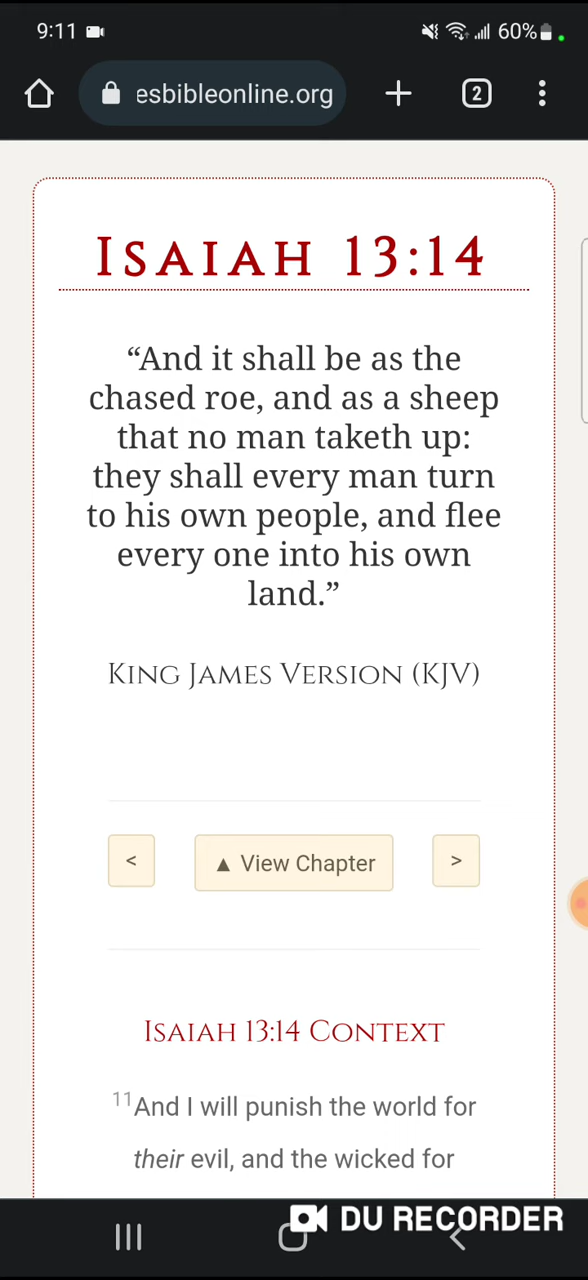 9:11 60%
esbibleonline.org 2
ISAIAH 13:14
“And it shall be as the
chased roe, and as a sheep
that no man taketh up:
they shall every man turn
to his own people, and flee
every one into his own
land.”
KING JAMES VERSION (KJV)
< ▲ View Chapter >
ISAIAH 13:14 CONTEXT
11And I will punish the world for
their evil, and the wicked for
DU RECORDER